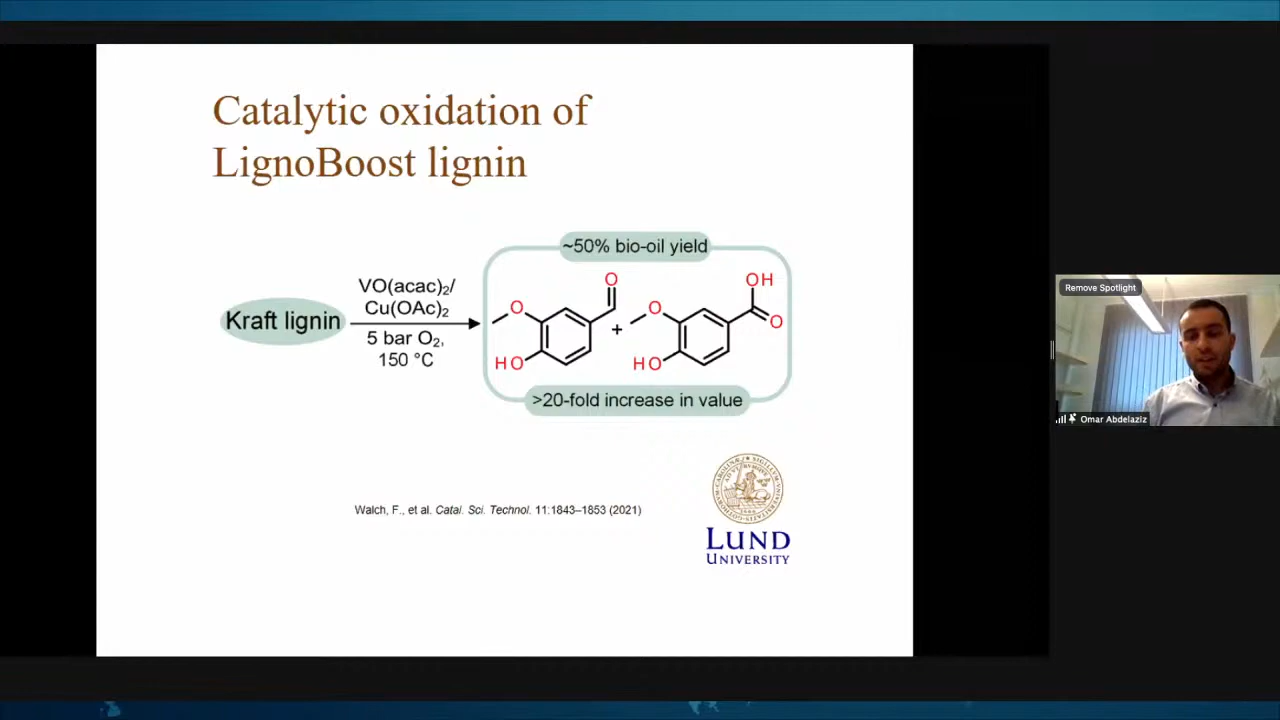 Catalytic oxidation of
LignoBoost lignin
~50% bio-oil yield
Kraft lignin
VO(acac)₂/
Cu(OAc)₂
5 bar O₂,
150 °C
O
O
HO
+
OH
O
O
HO
>20-fold increase in value
Walch, F., et al. Catal. Sci. Technol. 11:1843–1853 (2021)
LUND
UNIVERSITY
Remove Spotlight
Omar Abdelaziz